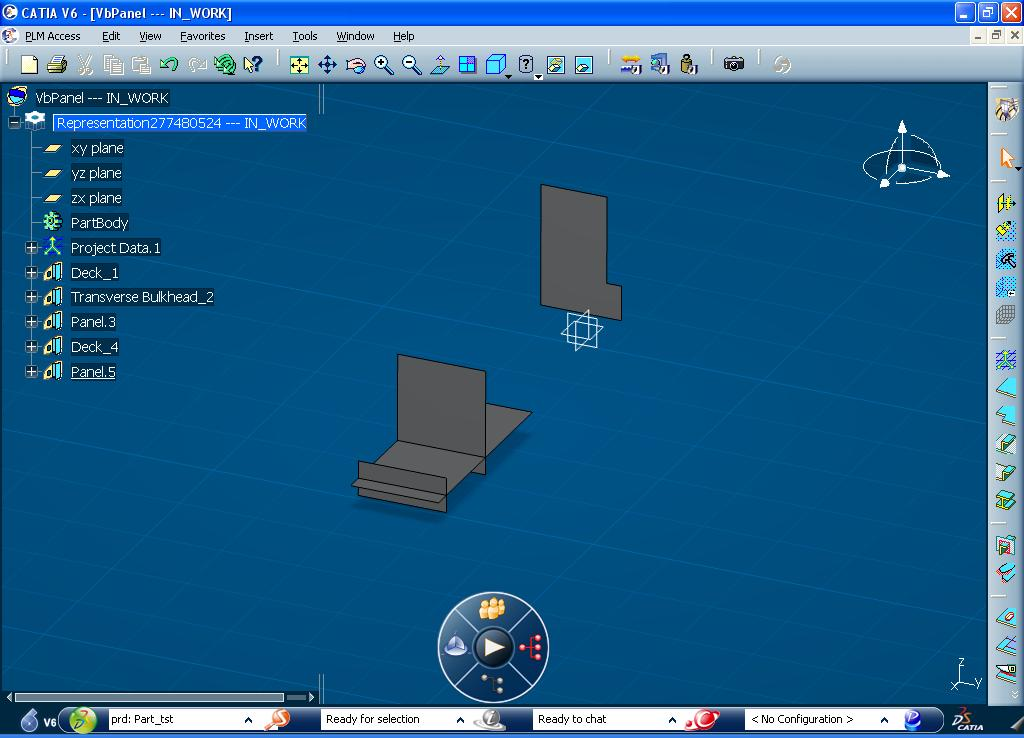 CATIA V6 - [VbPanel --- IN_WORK]
PLM Access Edit View Favorites Insert Tools Window Help
VbPanel --- IN_WORK
Representation277480524 --- IN_WORK
xy plane
yz plane
zx plane
PartBody
Project Data.1
Deck_1
Transverse Bulkhead_2
Panel.3
Deck_4
Panel.5
z
x y
V6 prd: Part_tst Ready for selection Ready to chat < No Configuration > CATIA